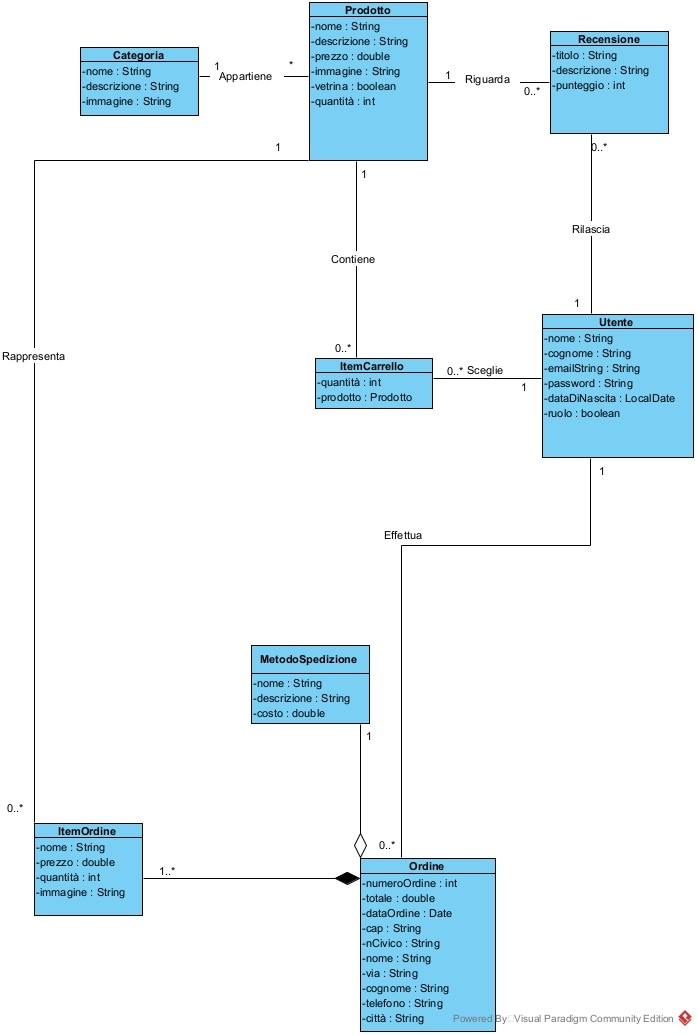 Prodotto
-nome : String
-descrizione : String
-prezzo : double
-immagine : String
-vetrina : boolean
-quantità : int
Categoria
-nome : String
-descrizione : String
-immagine : String
1
Appartiene
*
1
Riguarda
0..*
Recensione
-titolo : String
-descrizione : String
-punteggio : int
1
1
0..*
Contiene
Rilascia
Rappresenta
0..*
1
ItemCarrello
-quantità : int
-prodotto : Prodotto
0..* Sceglie
1
Utente
-nome : String
-cognome : String
-emailString : String
-password : String
-dataDiNascita : LocalDate
-ruolo : boolean
1
Effettua
MetodoSpedizione
-nome : String
-descrizione : String
-costo : double
1
0..*
0..*
ItemOrdine
-nome : String
-prezzo : double
-quantità : int
-immagine : String
1..*
Ordine
-numeroOrdine : int
-totale : double
-dataOrdine : Date
-cap : String
-nCivico : String
-nome : String
-via : String
-cognome : String
-telefono : String
-città : String
Powered By Visual Paradigm Community Edition